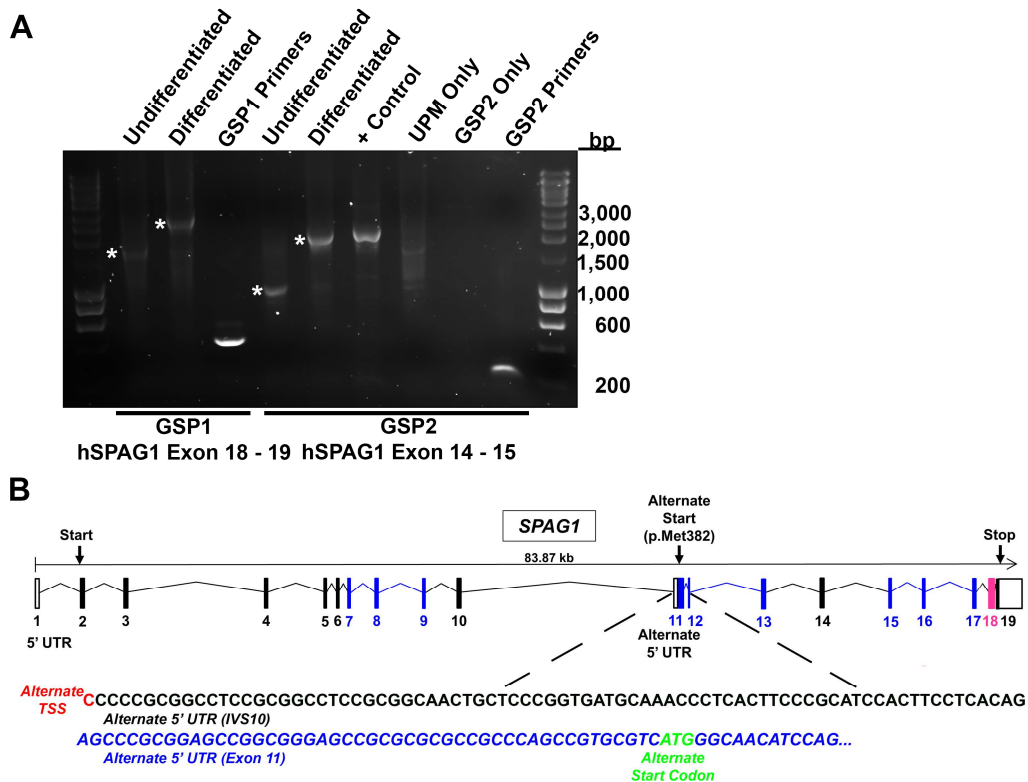 A
Undifferentiated
Differentiated
GSP1 Primers
Undifferentiated
Differentiated
+ Control
UPM Only
GSP2 Only
GSP2 Primers
bp
3,000
2,000
1,500
1,000
600
200
*
*
*
*
GSP1
hSPAG1 Exon 18 - 19
GSP2
hSPAG1 Exon 14 - 15
B
Start
SPAG1
Alternate
Start
(p.Met382)
Stop
83.87 kb
1 2 3 4 5 6 7 8 9 10 11 12 13 14 15 16 17 18 19
5' UTR
Alternate
5' UTR
Alternate
TSS
CCCCCGCGGCCTCCGCGGCCTCCGCGGCAACTGCTCCCGGTGATGCAAACCCTCACTTCCCGCATCCACTTCCTCACAG
Alternate 5' UTR (IVS10)
AGCCCGCGGAGCCGGCGGGAGCCGCGCGCGCCGCCCAGCCGTGCGTCATGGGCAACATCCAG...
Alternate 5' UTR (Exon 11)
Alternate
Start Codon